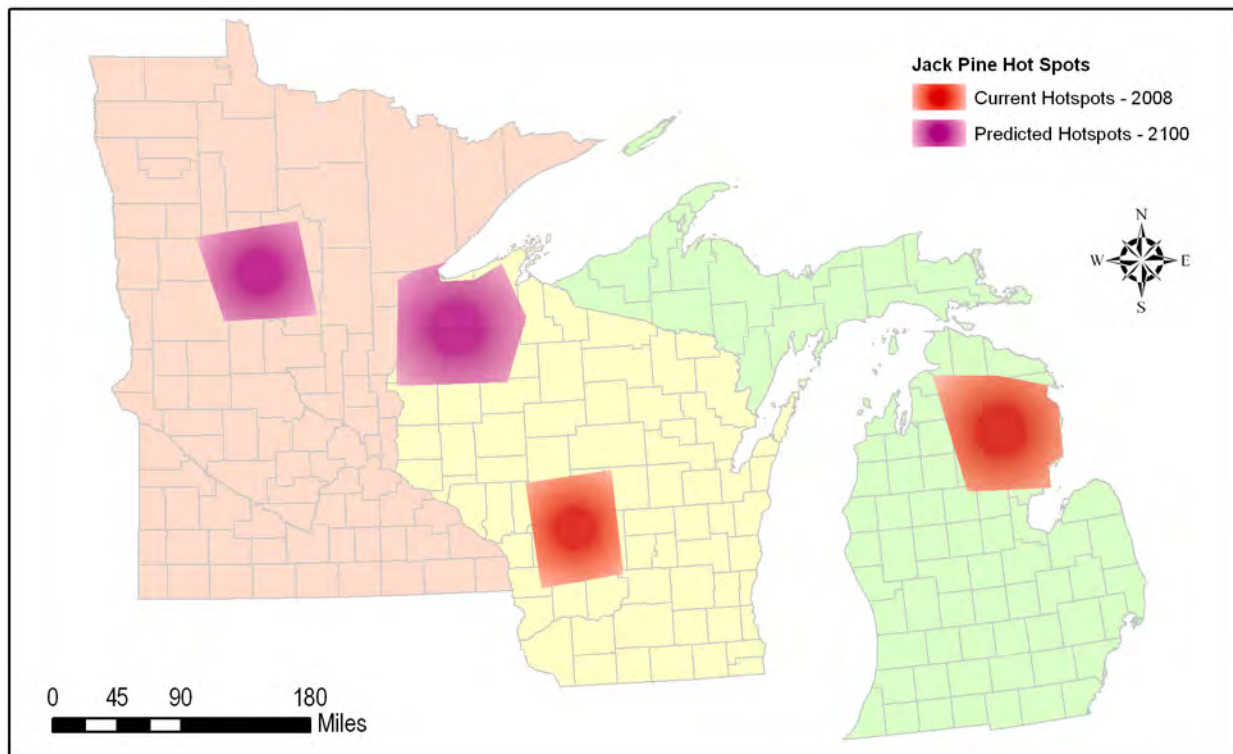 Jack Pine Hot Spots
Current Hotspots - 2008
Predicted Hotspots - 2100
N
W E
S
0 45 90 180
Miles